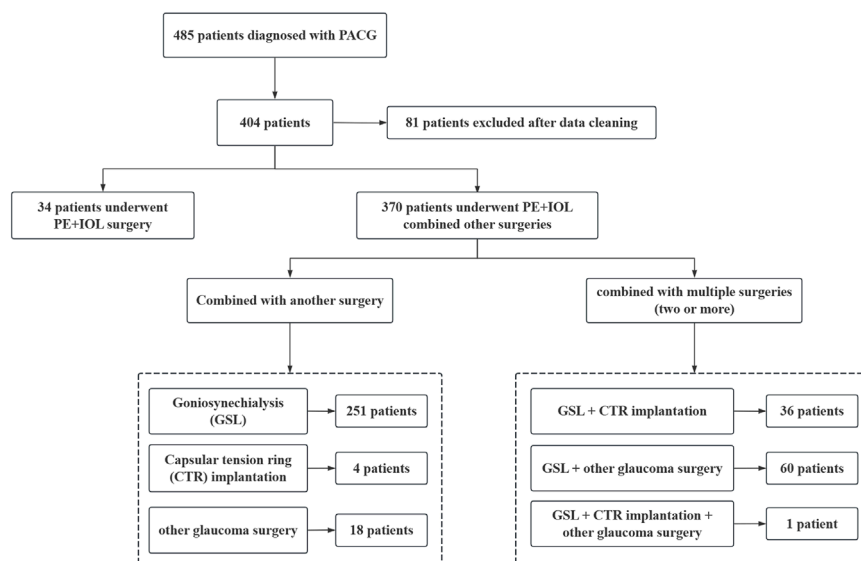 485 patients diagnosed with PACG
404 patients
81 patients excluded after data cleaning
34 patients underwent
PE+IOL surgery
370 patients underwent PE+IOL
combined other surgeries
Combined with another surgery
combined with multiple surgeries
(two or more)
Goniosynechialysis
(GSL)
251 patients
Capsular tension ring
(CTR) implantation
4 patients
other glaucoma surgery
18 patients
GSL + CTR implantation
36 patients
GSL + other glaucoma surgery
60 patients
GSL + CTR implantation +
other glaucoma surgery
1 patient